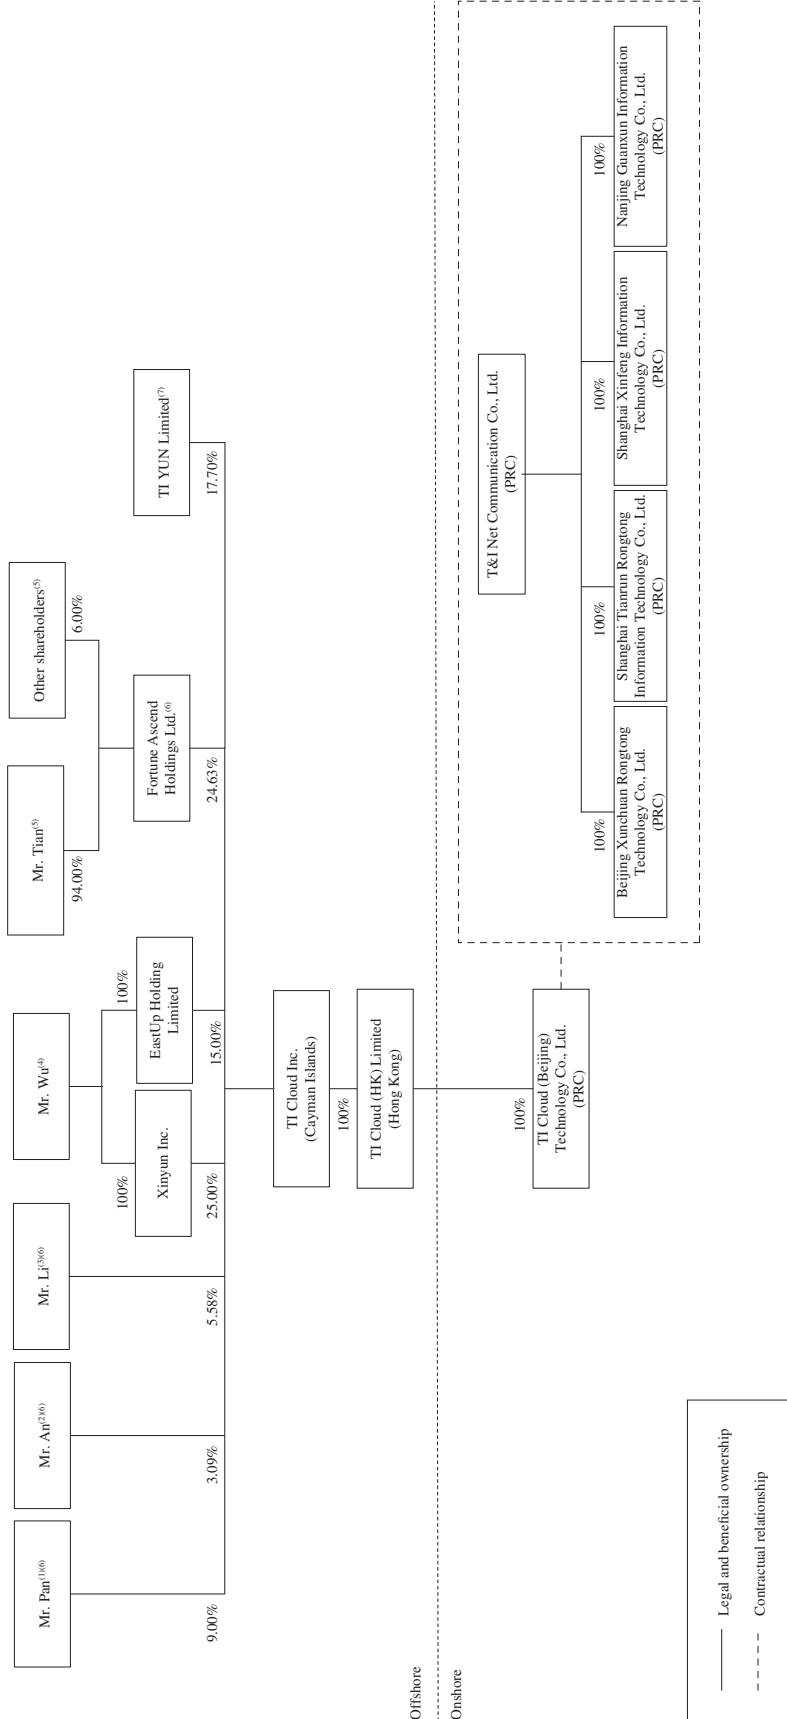 Mr. Pan(1)(6)
Mr. An(2)(6)
Mr. Li(3)(6)
Mr. Wu(4)
Mr. Tian(5)
Other shareholders(5)
100%
100%
94.00%
6.00%
Xinyun Inc.
EastUp Holding
Limited
Fortune Ascend
Holdings Ltd.(6)
TI YUN Limited(7)
9.00%
3.09%
5.58%
25.00%
15.00%
24.63%
17.70%
TI Cloud Inc.
(Cayman Islands)
100%
TI Cloud (HK) Limited
(Hong Kong)
Offshore
Onshore
100%
TI Cloud (Beijing)
Technology Co., Ltd.
(PRC)
T&I Net Communication Co., Ltd.
(PRC)
100%
100%
100%
100%
Beijing Xunchuan Rongtong
Technology Co., Ltd.
(PRC)
Shanghai Tianrun Rongtong
Information Technology Co., Ltd.
(PRC)
Shanghai Xinfeng Information
Technology Co., Ltd.
(PRC)
Nanjing Guanxun Information
Technology Co., Ltd.
(PRC)
Legal and beneficial ownership
Contractual relationship